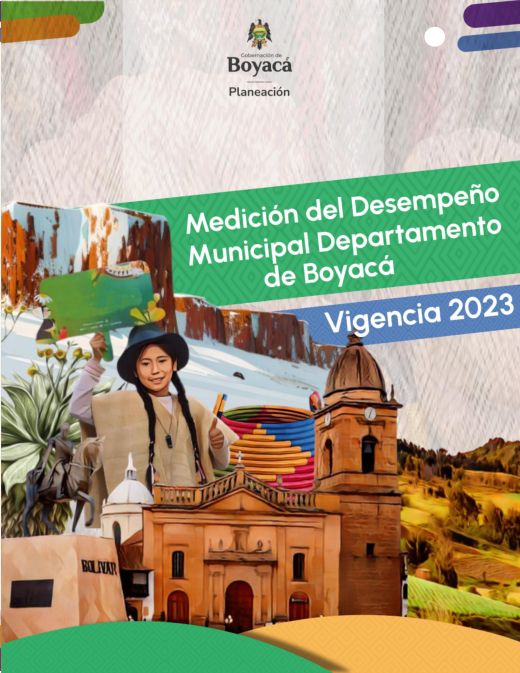 Gobernación de
Boyacá
Planeación
Medición del Desempeño
Municipal Departamento
de Boyacá
Vigencia 2023
BOLIVAR